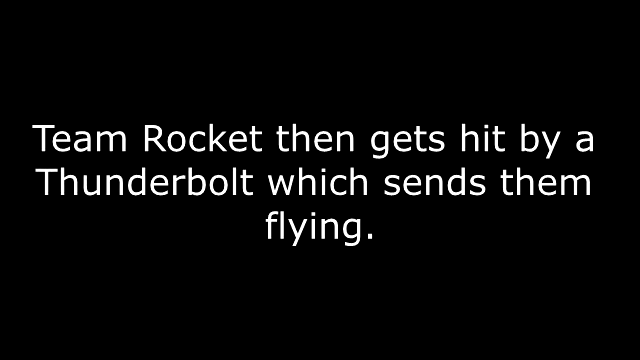 Team Rocket then gets hit by a
Thunderbolt which sends them
flying.